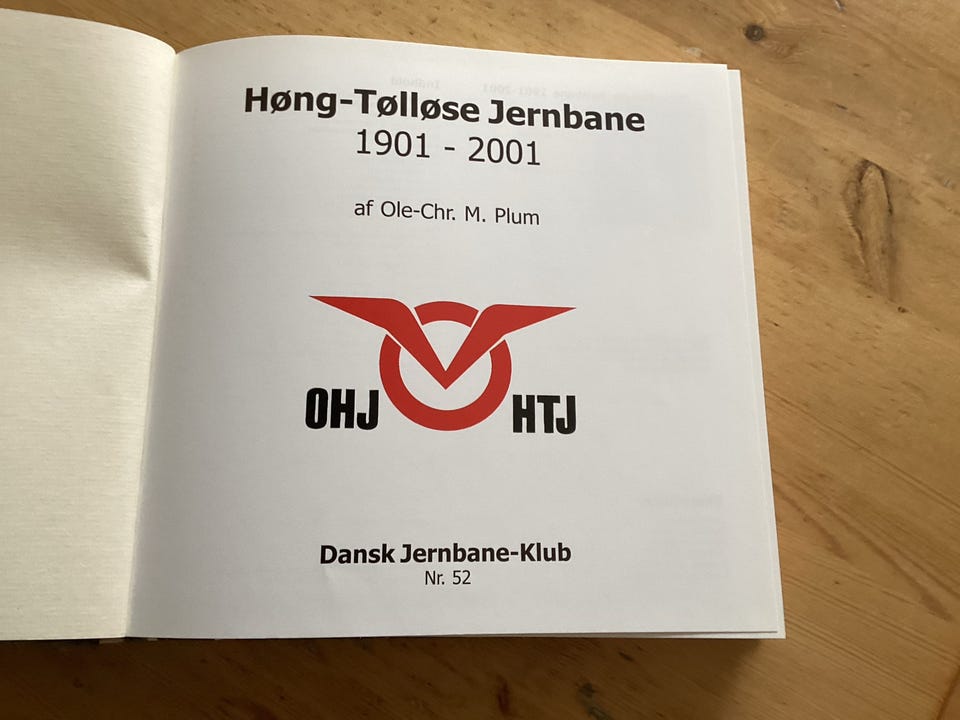 Høng-Tølløse Jernbane
1901 - 2001
af Ole-Chr. M. Plum
OHJ HTJ
Dansk Jernbane-Klub
Nr. 52